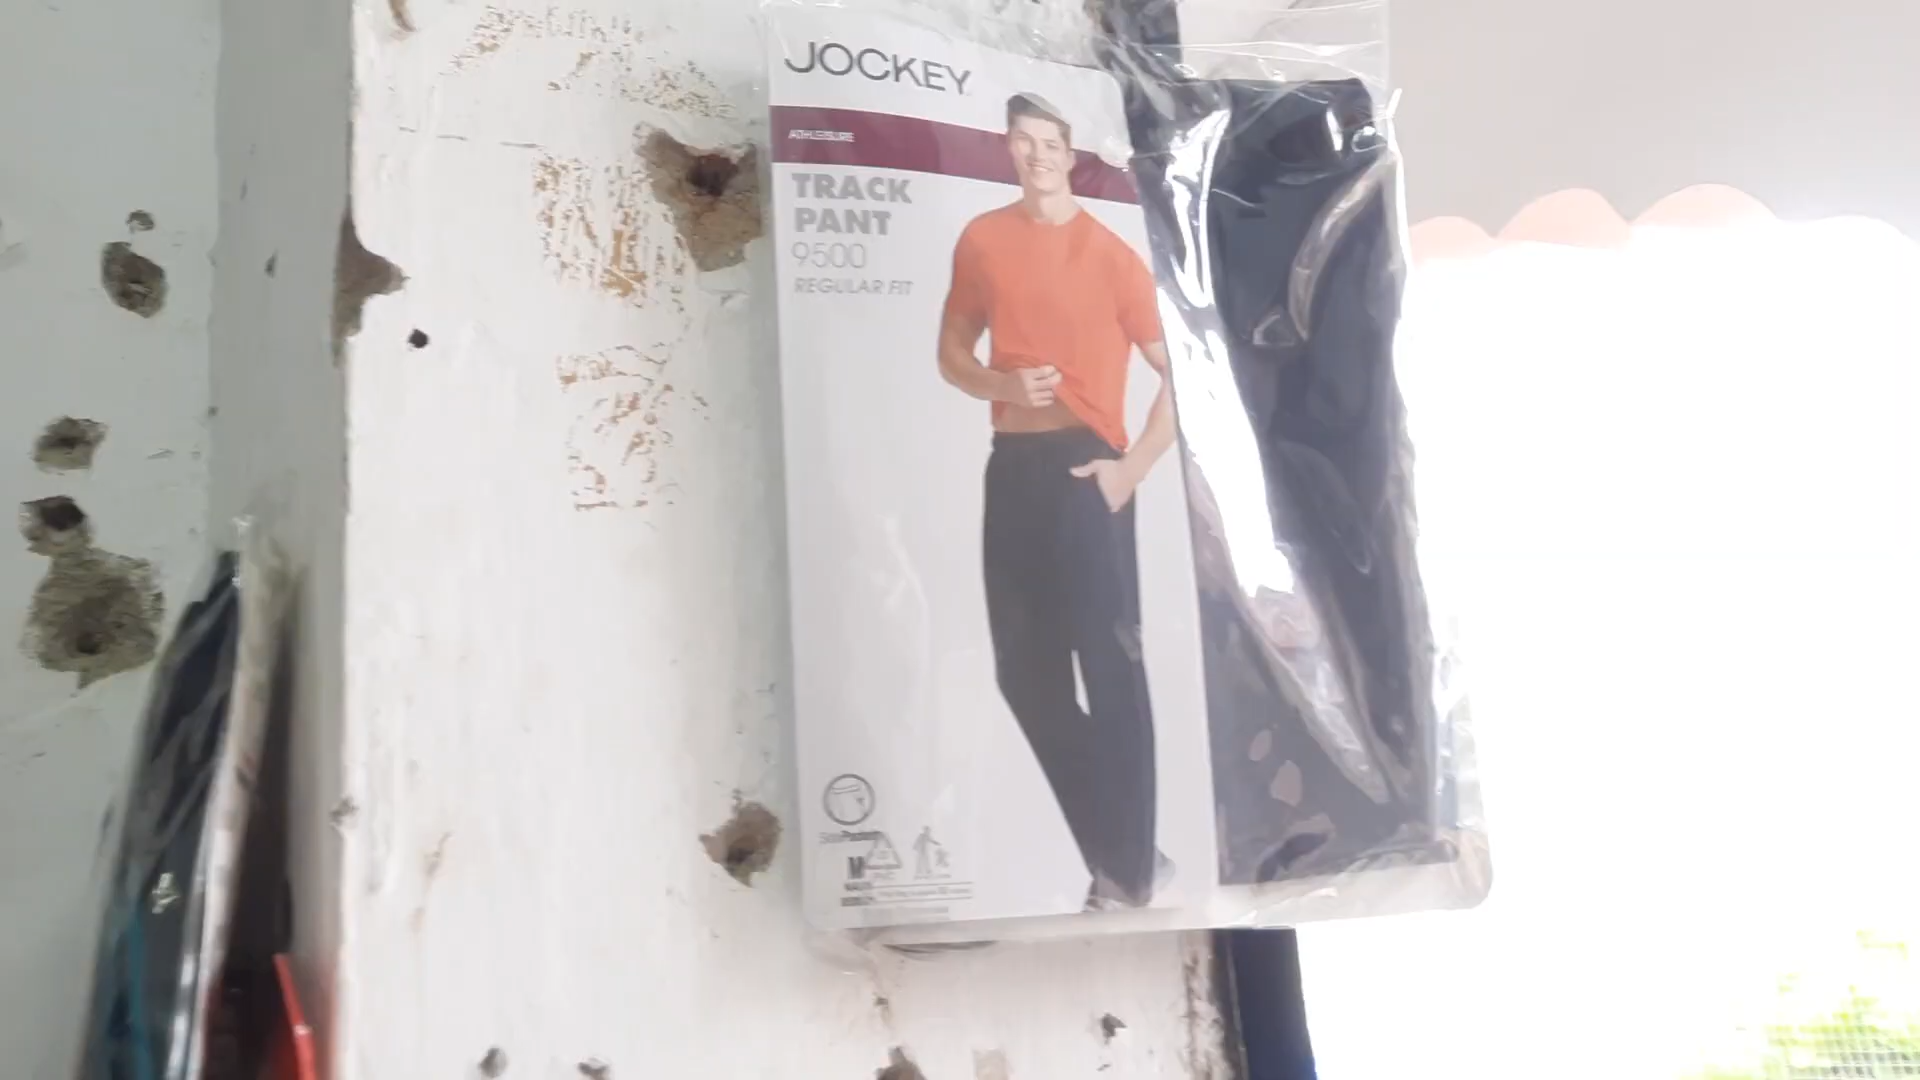 JOCKEY
ATHLEISURE
TRACK
PANT
9500
REGULAR FIT
M